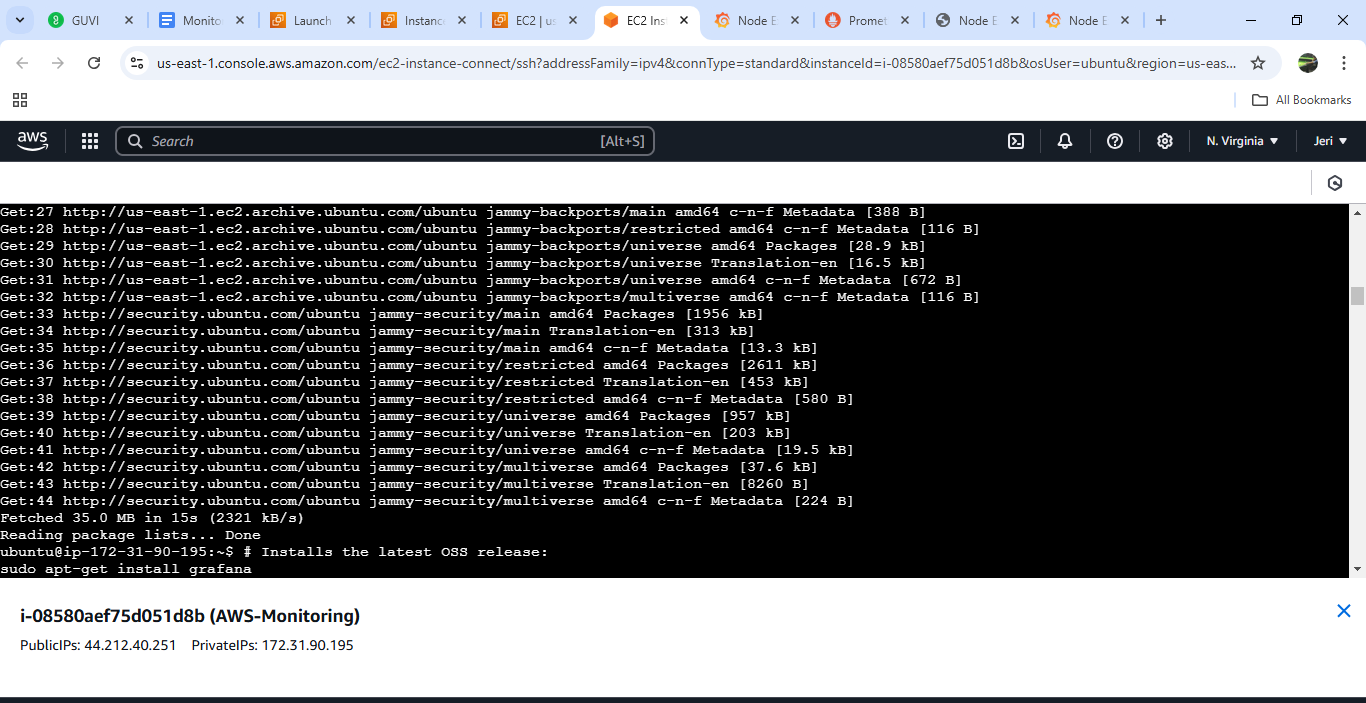 GUVI
Monito
Launch
Instanc
EC2 | us
EC2 Ins
Node E
Promet
Node E
Node E
us-east-1.console.aws.amazon.com/ec2-instance-connect/ssh?addressFamily=ipv4&connType=standard&instanceId=i-08580aef75d051d8b&osUser=ubuntu&region=us-eas...
All Bookmarks
aws
Search
[Alt+S]
N. Virginia
Jeri
Get:27 http://us-east-1.ec2.archive.ubuntu.com/ubuntu jammy-backports/main amd64 c-n-f Metadata [388 B]
Get:28 http://us-east-1.ec2.archive.ubuntu.com/ubuntu jammy-backports/restricted amd64 c-n-f Metadata [116 B]
Get:29 http://us-east-1.ec2.archive.ubuntu.com/ubuntu jammy-backports/universe amd64 Packages [28.9 kB]
Get:30 http://us-east-1.ec2.archive.ubuntu.com/ubuntu jammy-backports/universe Translation-en [16.5 kB]
Get:31 http://us-east-1.ec2.archive.ubuntu.com/ubuntu jammy-backports/universe amd64 c-n-f Metadata [672 B]
Get:32 http://us-east-1.ec2.archive.ubuntu.com/ubuntu jammy-backports/multiverse amd64 c-n-f Metadata [116 B]
Get:33 http://security.ubuntu.com/ubuntu jammy-security/main amd64 Packages [1956 kB]
Get:34 http://security.ubuntu.com/ubuntu jammy-security/main Translation-en [313 kB]
Get:35 http://security.ubuntu.com/ubuntu jammy-security/main amd64 c-n-f Metadata [13.3 kB]
Get:36 http://security.ubuntu.com/ubuntu jammy-security/restricted amd64 Packages [2611 kB]
Get:37 http://security.ubuntu.com/ubuntu jammy-security/restricted Translation-en [453 kB]
Get:38 http://security.ubuntu.com/ubuntu jammy-security/restricted amd64 c-n-f Metadata [580 B]
Get:39 http://security.ubuntu.com/ubuntu jammy-security/universe amd64 Packages [957 kB]
Get:40 http://security.ubuntu.com/ubuntu jammy-security/universe Translation-en [203 kB]
Get:41 http://security.ubuntu.com/ubuntu jammy-security/universe amd64 c-n-f Metadata [19.5 kB]
Get:42 http://security.ubuntu.com/ubuntu jammy-security/multiverse amd64 Packages [37.6 kB]
Get:43 http://security.ubuntu.com/ubuntu jammy-security/multiverse Translation-en [8260 B]
Get:44 http://security.ubuntu.com/ubuntu jammy-security/multiverse amd64 c-n-f Metadata [224 B]
Fetched 35.0 MB in 15s (2321 kB/s)
Reading package lists... Done
ubuntu@ip-172-31-90-195:~$ # Installs the latest OSS release:
sudo apt-get install grafana
i-08580aef75d051d8b (AWS-Monitoring)
PublicIPs: 44.212.40.251 PrivateIPs: 172.31.90.195